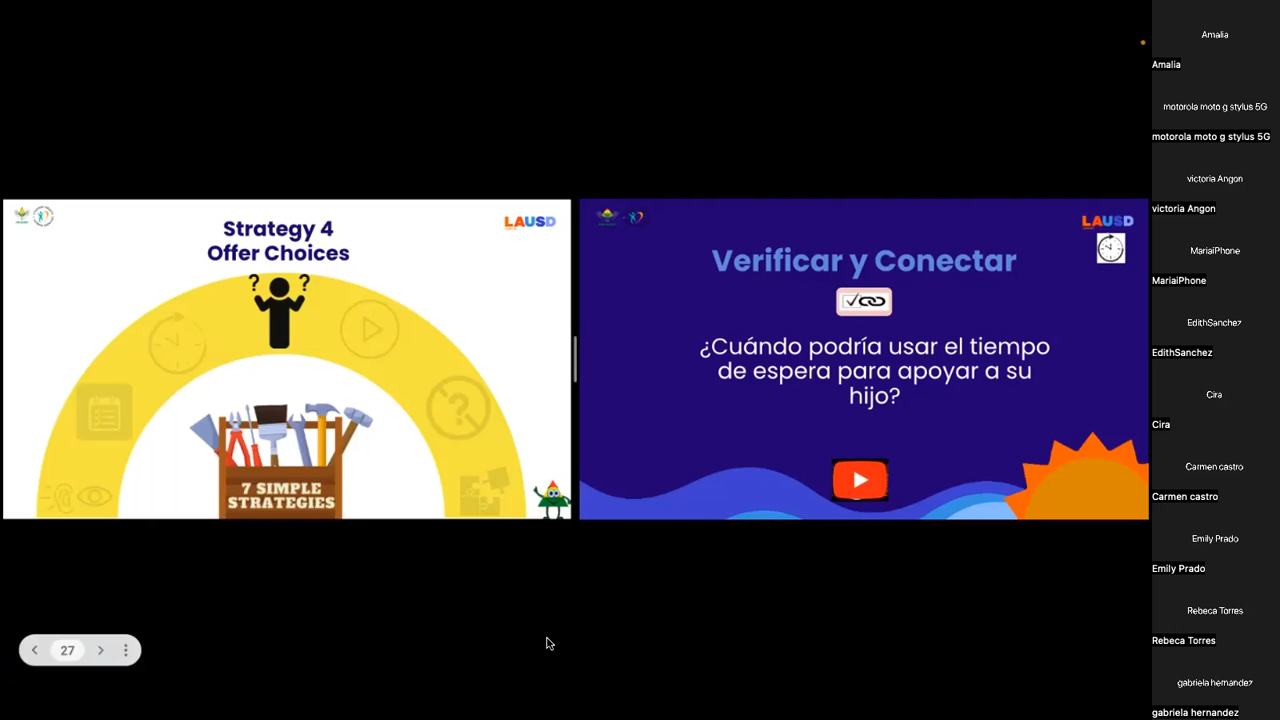 Strategy 4
Offer Choices
LAUSD
? ?
7 SIMPLE
STRATEGIES
LAUSD
Verificar y Conectar
¿Cuándo podría usar el tiempo
de espera para apoyar a su
hijo?
27
Amalia
Amalia
motorola moto g stylus 5G
motorola moto g stylus 5G
victoria Angon
victoria Angon
MariaiPhone
MariaiPhone
EdithSanchez
EdithSanchez
Cira
Cira
Carmen castro
Carmen castro
Emily Prado
Emily Prado
Rebeca Torres
Rebeca Torres
gabriela hernandez
gabriela hernandez